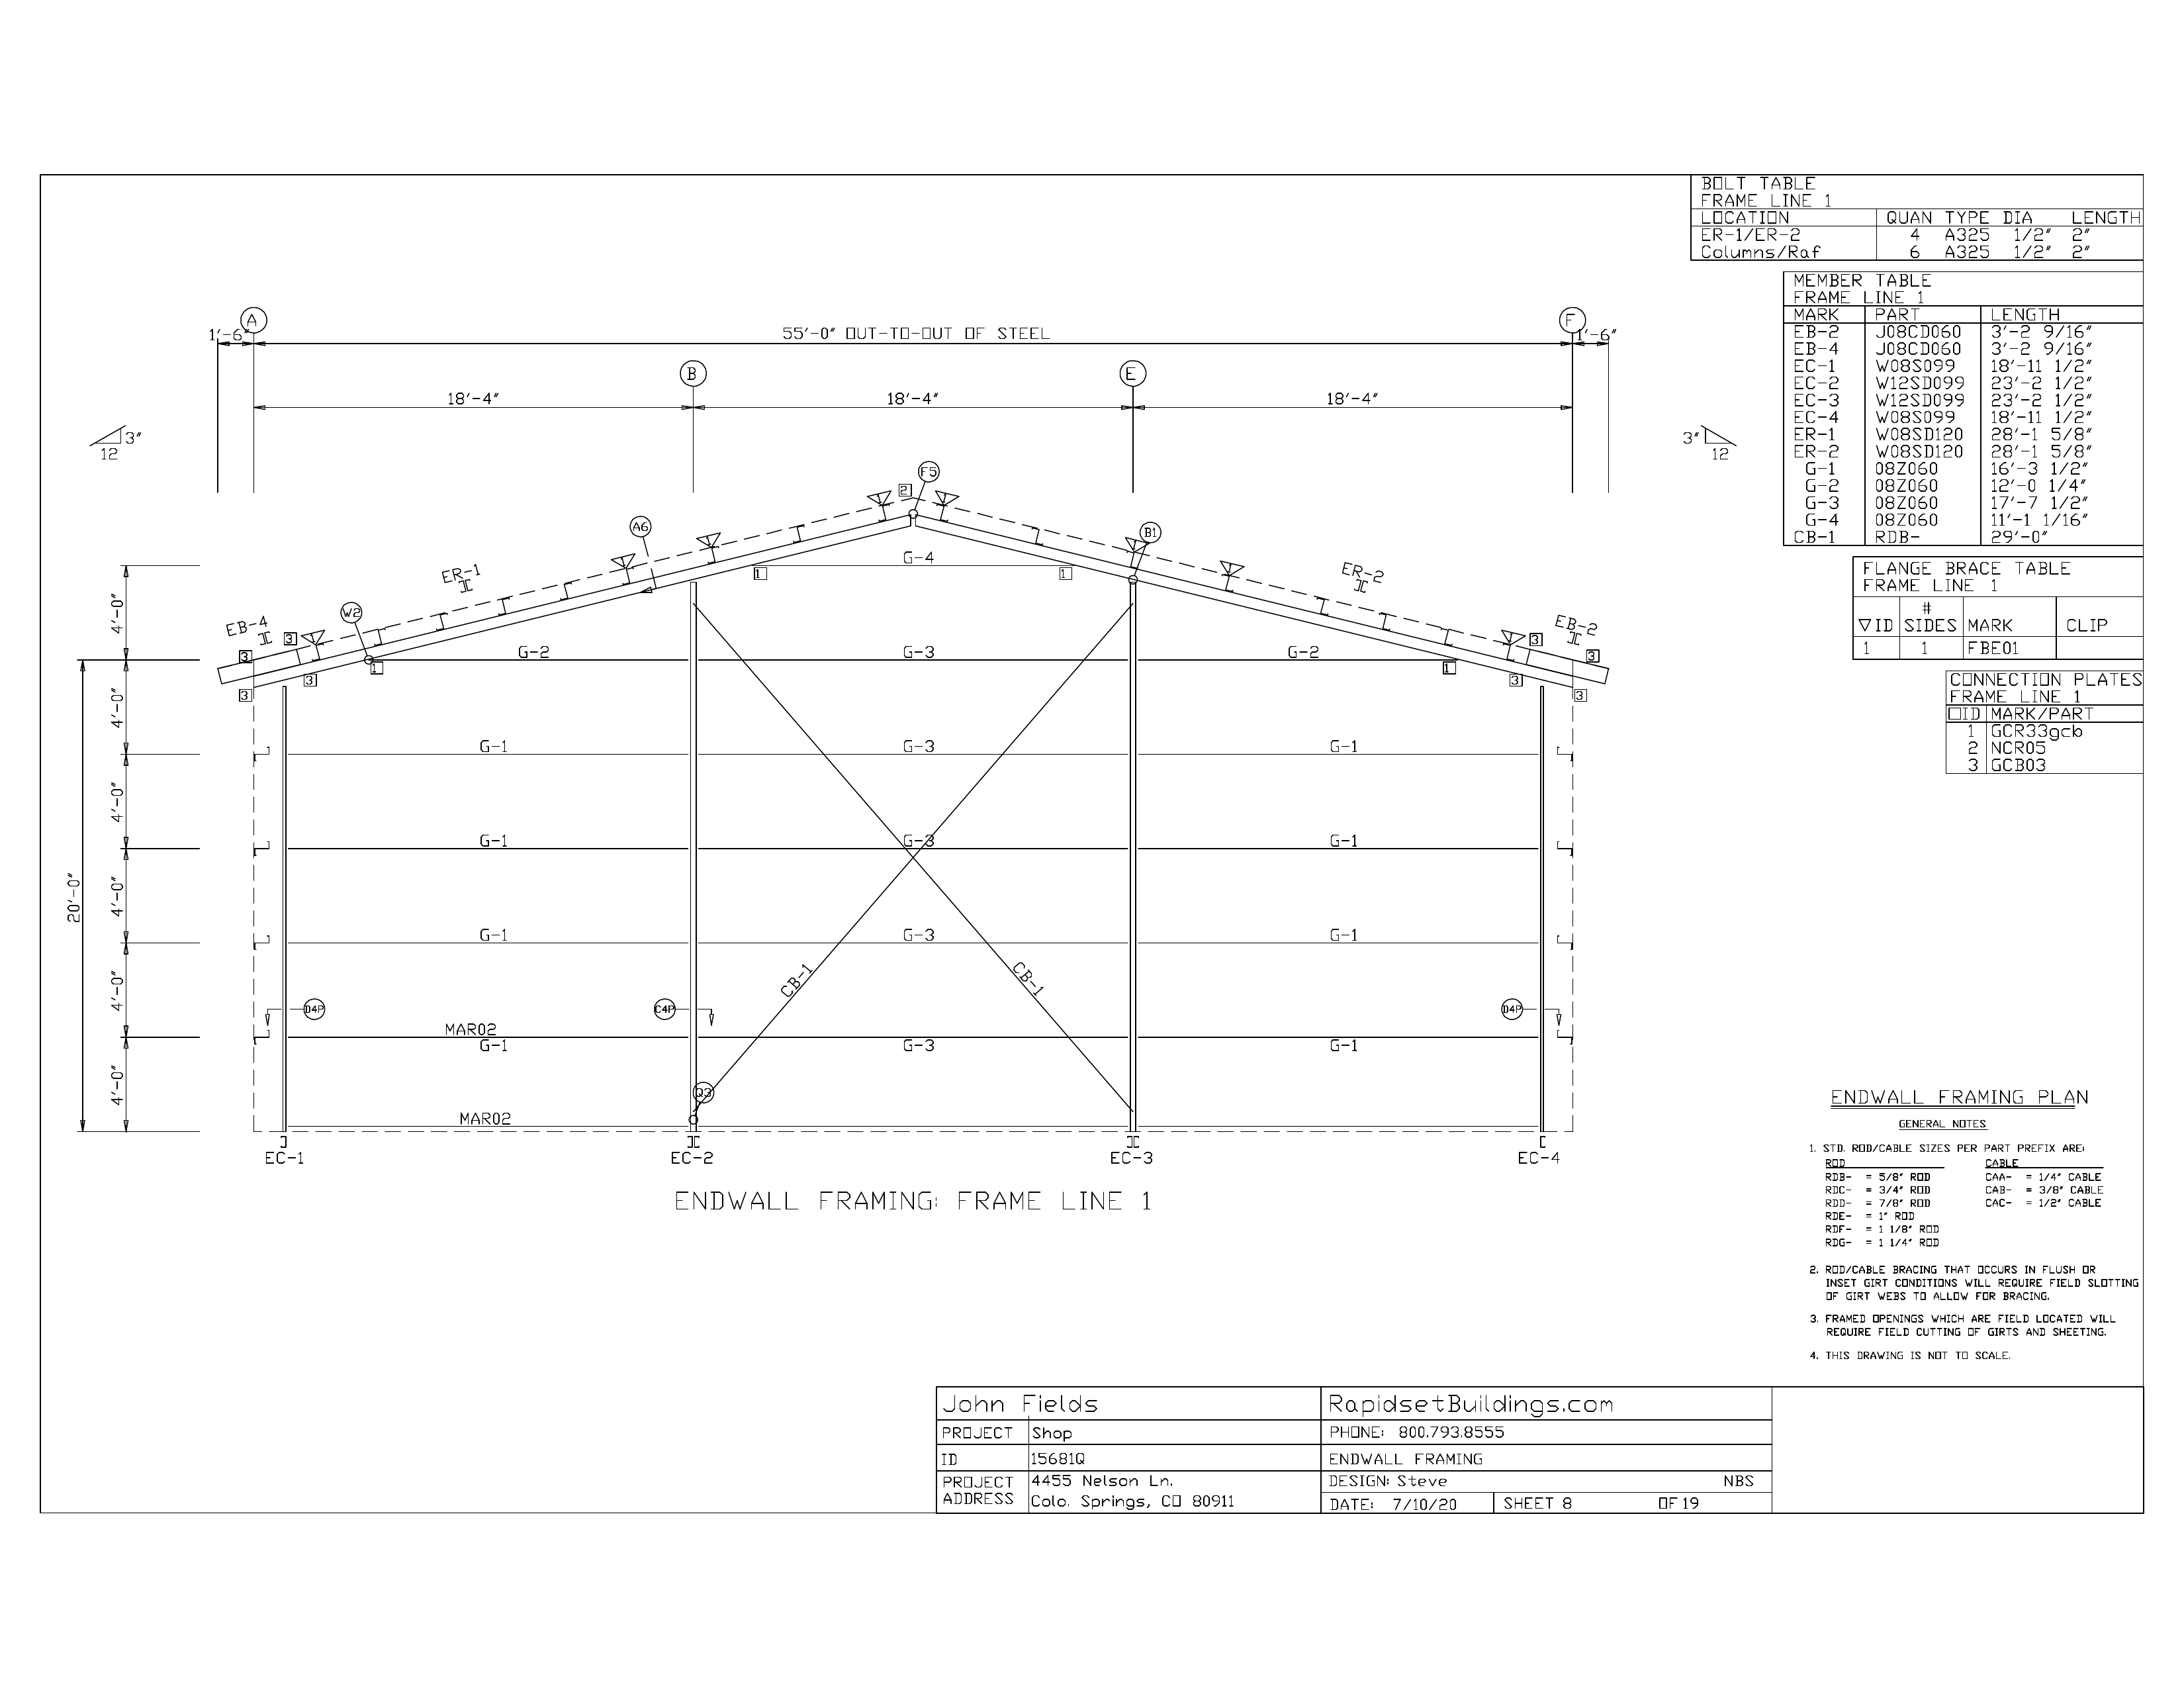 BOLT TABLE
FRAME LINE 1
LOCATION QUAN TYPE DIA LENGTH
ER-1/ER-2 4 A325 1/2" 2"
Columns/Raf 6 A325 1/2" 2"
MEMBER TABLE
FRAME LINE 1
MARK PART LENGTH
EB-2 J08CD060 3'-2 9/16"
EB-4 J08CD060 3'-2 9/16"
EC-1 W08S099 18'-11 1/2"
EC-2 W12SD099 23'-2 1/2"
EC-3 W12SD099 23'-2 1/2"
EC-4 W08S099 18'-11 1/2"
ER-1 W08SD120 28'-1 5/8"
ER-2 W08SD120 28'-1 5/8"
G-1 08Z060 16'-3 1/2"
G-2 08Z060 12'-0 1/4"
G-3 08Z060 17'-7 1/2"
G-4 08Z060 11'-1 1/16"
CB-1 RDB- 29'-0"
FLANGE BRACE TABLE
FRAME LINE 1
▽ID # SIDES MARK CLIP
1 1 FBE01
CONNECTION PLATES
FRAME LINE 1
□ID MARK/PART
1 GCR33gcb
2 NCR05
3 GCB03
A F
1'-6" 55'-0" OUT-TO-OUT OF STEEL 1'-6"
B E
18'-4" 18'-4" 18'-4"
3" 3"
12 12
F5
2
A6 B1
G-4
ER-1 1 1 ER-2
4'-0"
W2
EB-4 3 3 EB-2
3 G-2 G-3 G-2 3
1 1
3 3
3 3
4'-0"
G-1 G-3 G-1
4'-0"
G-1 G-3 G-1
20'-0"
4'-0"
G-1 G-3 G-1
CB-1 CB-1
4'-0"
D4P C4P D4P
MAR02
G-1 G-3 G-1
4'-0"
Q3
MAR02
EC-1 EC-2 EC-3 EC-4
ENDWALL FRAMING: FRAME LINE 1
ENDWALL FRAMING PLAN
GENERAL NOTES
1. STD. ROD/CABLE SIZES PER PART PREFIX ARE:
ROD CABLE
RDB- = 5/8" ROD CAA- = 1/4" CABLE
RDC- = 3/4" ROD CAB- = 3/8" CABLE
RDD- = 7/8" ROD CAC- = 1/2" CABLE
RDE- = 1" ROD
RDF- = 1 1/8" ROD
RDG- = 1 1/4" ROD
2. ROD/CABLE BRACING THAT OCCURS IN FLUSH OR
INSET GIRT CONDITIONS WILL REQUIRE FIELD SLOTTING
OF GIRT WEBS TO ALLOW FOR BRACING.
3. FRAMED OPENINGS WHICH ARE FIELD LOCATED WILL
REQUIRE FIELD CUTTING OF GIRTS AND SHEETING.
4. THIS DRAWING IS NOT TO SCALE.
John Fields RapidsetBuildings.com
PROJECT Shop PHONE: 800.793.8555
ID 15681Q ENDWALL FRAMING
PROJECT 4455 Nelson Ln. DESIGN: Steve NBS
ADDRESS Colo. Springs, CO 80911 DATE: 7/10/20 SHEET 8 OF 19